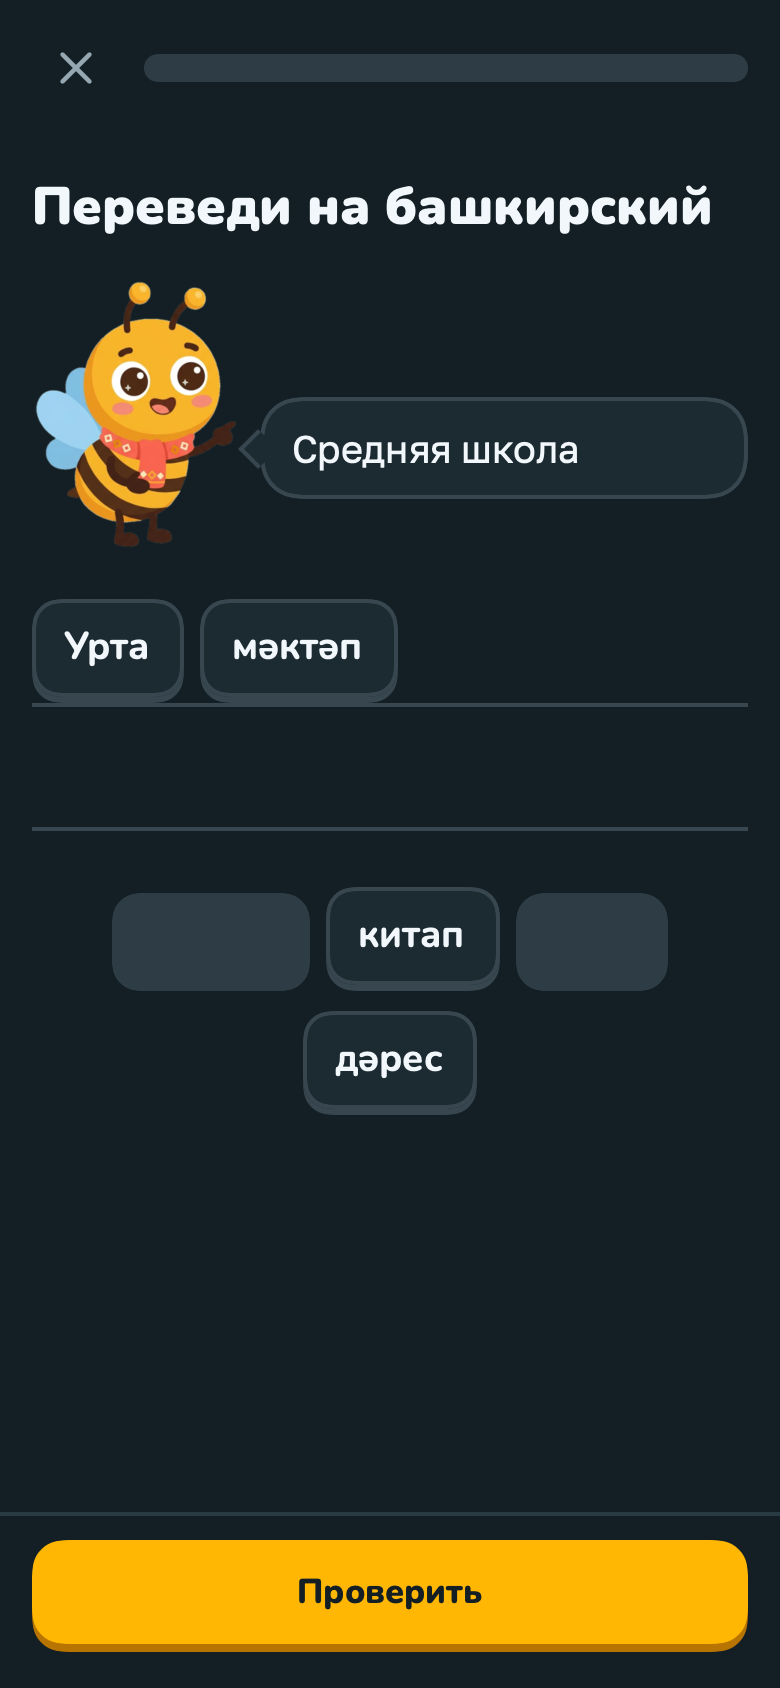 Переведи на башкирский
Средняя школа
Урта мәктәп
китап
дәрес
Проверить